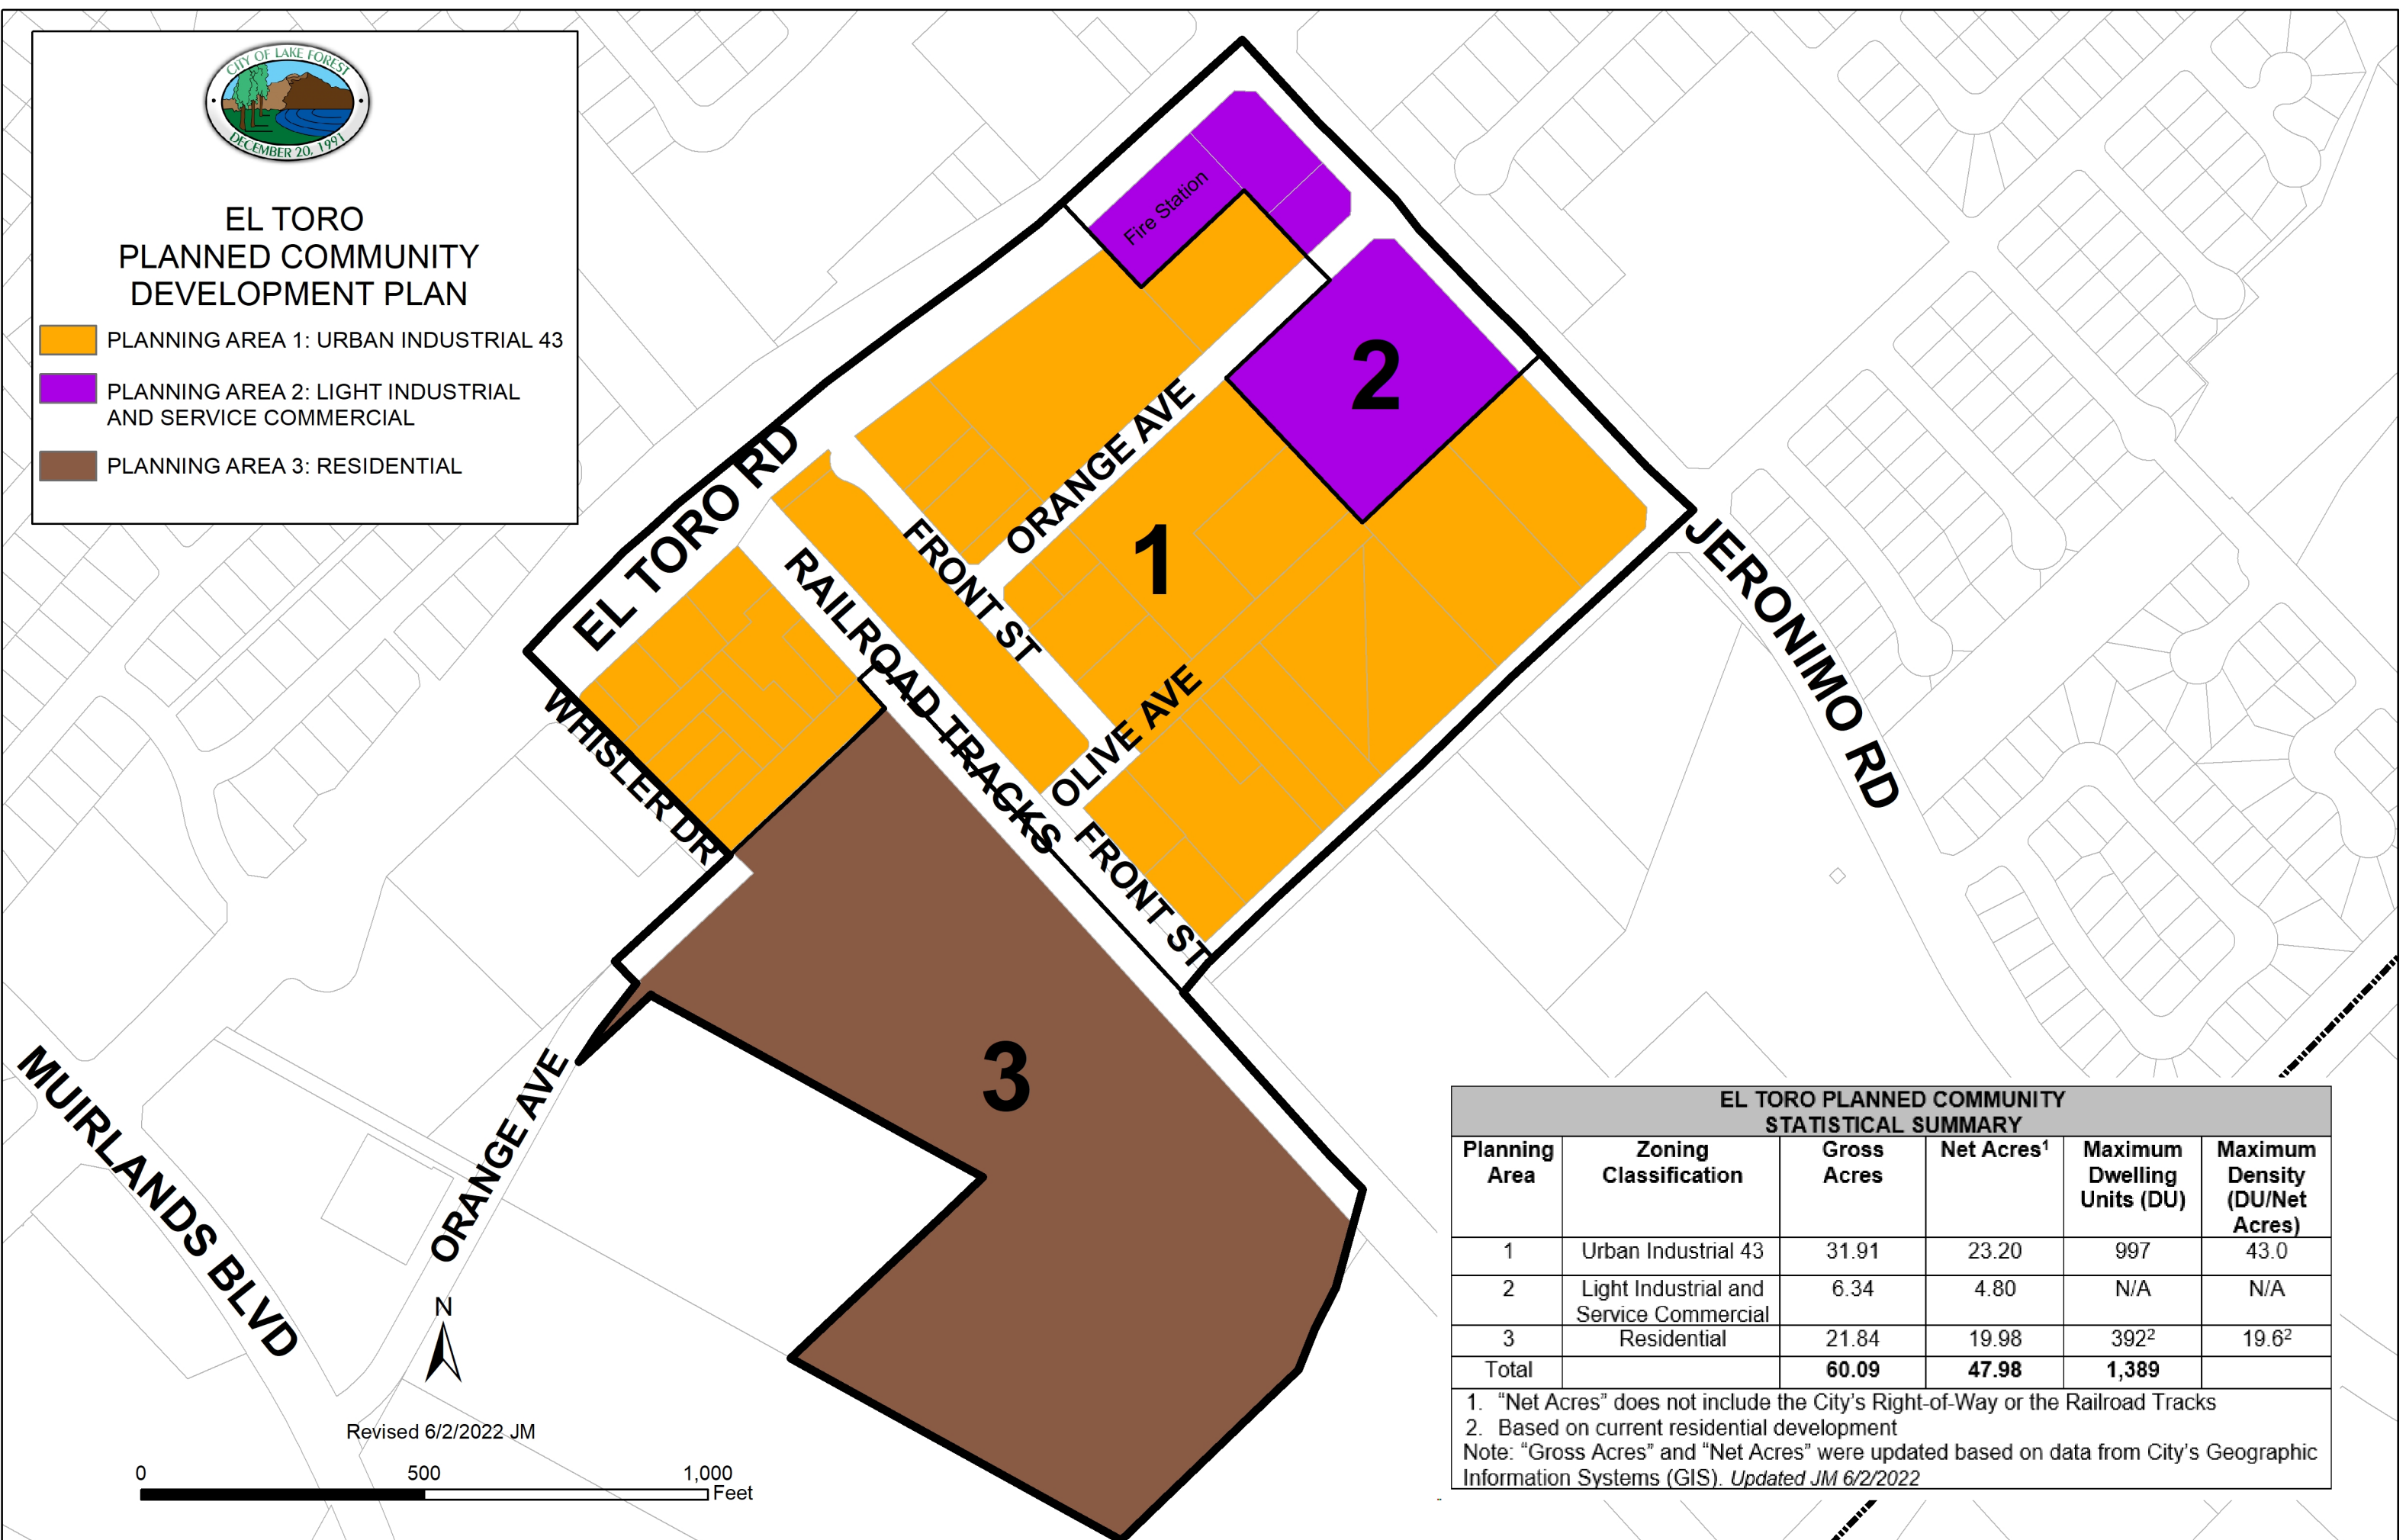 CITY OF LAKE FOREST
DECEMBER 20, 1991
EL TORO
PLANNED COMMUNITY
DEVELOPMENT PLAN
PLANNING AREA 1: URBAN INDUSTRIAL 43
PLANNING AREA 2: LIGHT INDUSTRIAL
AND SERVICE COMMERCIAL
PLANNING AREA 3: RESIDENTIAL
Fire Station
2
EL TORO RD
ORANGE AVE
1
FRONT ST
RAILROAD TRACKS
JERONIMO RD
WHISLER DR
OLIVE AVE
FRONT ST
3
MUIRLANDS BLVD
ORANGE AVE
N
Revised 6/2/2022 JM
0 500 1,000
Feet
EL TORO PLANNED COMMUNITY
STATISTICAL SUMMARY
Planning Area Zoning Classification Gross Acres Net Acres¹ Maximum Dwelling Units (DU) Maximum Density (DU/Net Acres)
1 Urban Industrial 43 31.91 23.20 997 43.0
2 Light Industrial and Service Commercial 6.34 4.80 N/A N/A
3 Residential 21.84 19.98 392² 19.6²
Total 60.09 47.98 1,389
1. “Net Acres” does not include the City’s Right-of-Way or the Railroad Tracks
2. Based on current residential development
Note: “Gross Acres” and “Net Acres” were updated based on data from City’s Geographic
Information Systems (GIS). Updated JM 6/2/2022